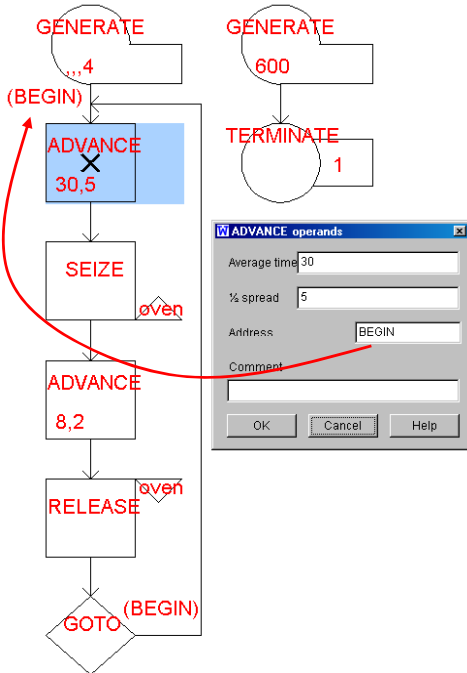 GENERATE
,,,4
(BEGIN)
ADVANCE
30,5
SEIZE
oven
ADVANCE
8,2
RELEASE
oven
GOTO
(BEGIN)
GENERATE
600
TERMINATE
1
W ADVANCE operands
Average time 30
½ spread 5
Address BEGIN
Comment
OK Cancel Help